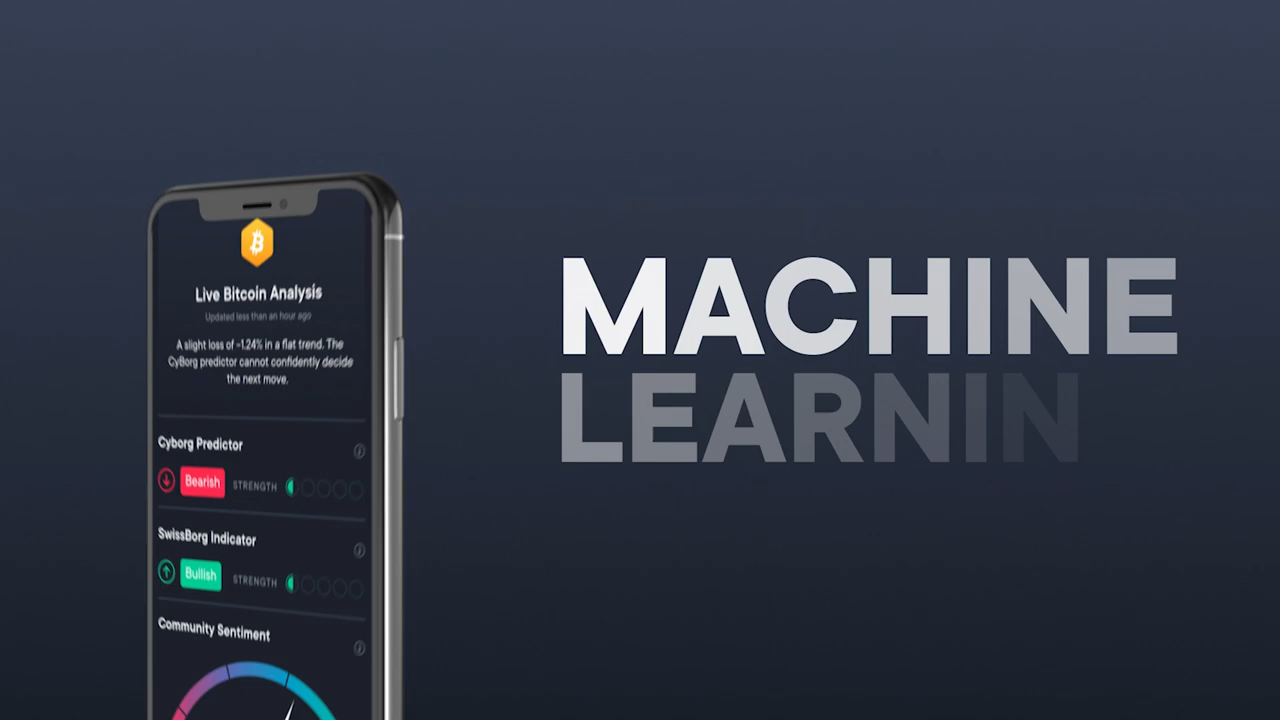 Live Bitcoin Analysis
Updated less than an hour ago
A slight loss of -1.24% in a flat trend. The
CyBorg predictor cannot confidently decide
the next move.
Cyborg Predictor
Bearish STRENGTH
SwissBorg Indicator
Bullish STRENGTH
Community Sentiment
MACHINE
LEARNIN